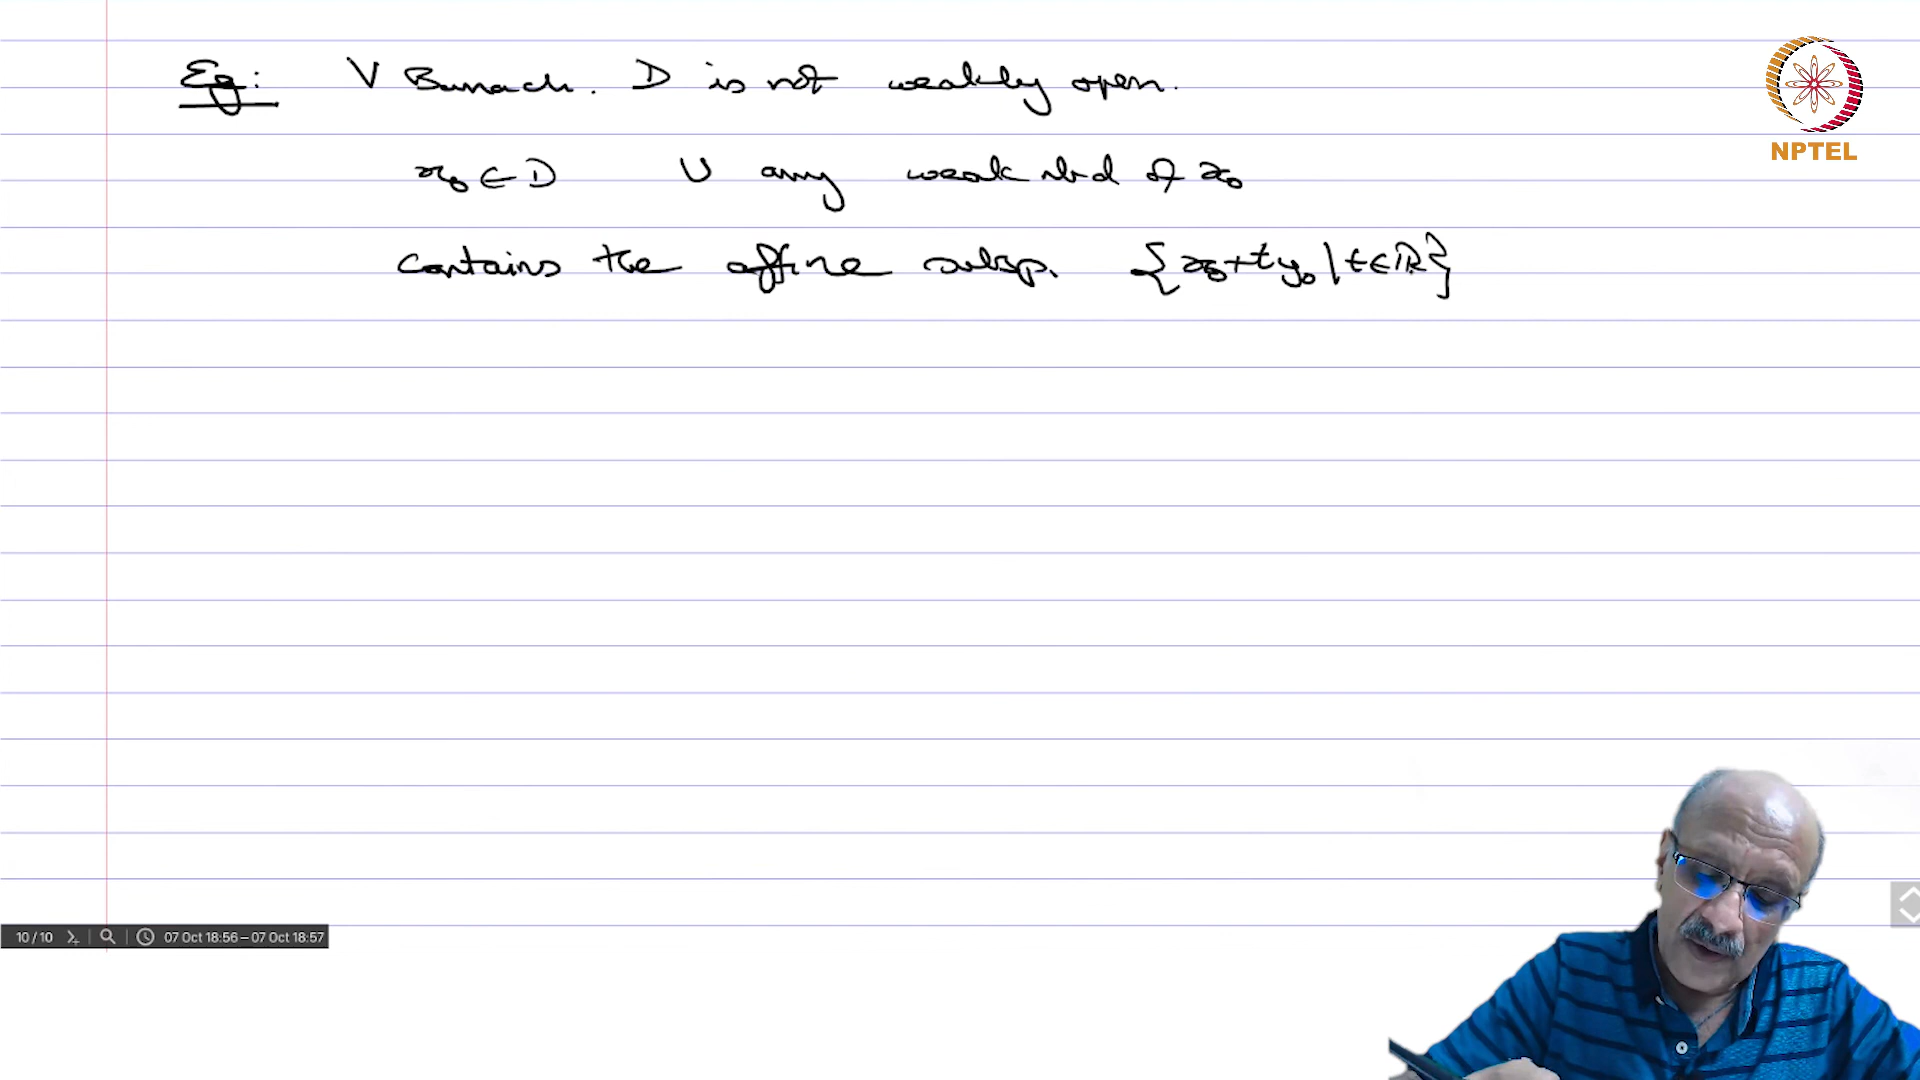 Eg: V Banach. D is not weakly open.
NPTEL
x₀ ∈ D U any weak nbd of x₀
contains the affine subsp. {x₀+ty₀ | t∈ℝ}
10/10 07 Oct 18:56 – 07 Oct 18:57